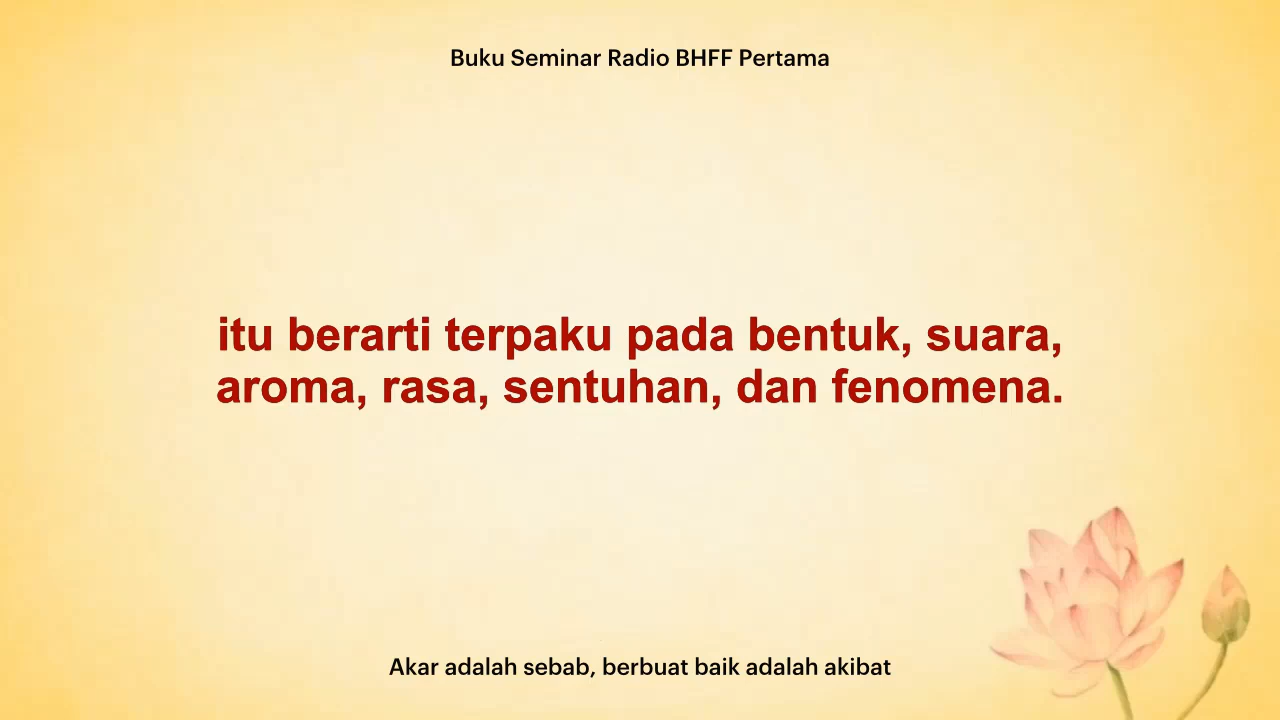 Buku Seminar Radio BHFF Pertama
itu berarti terpaku pada bentuk, suara,
aroma, rasa, sentuhan, dan fenomena.
Akar adalah sebab, berbuat baik adalah akibat